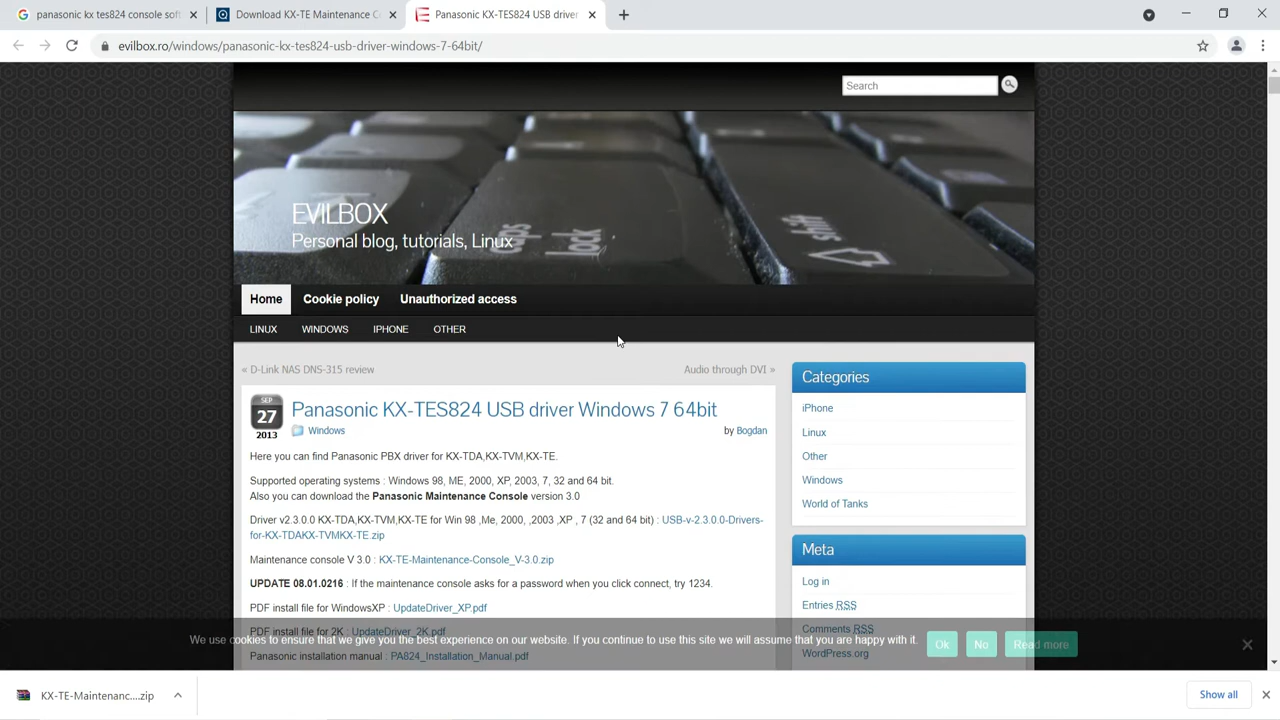 panasonic kx tes824 console soft
Download KX-TE Maintenance C
Panasonic KX-TES824 USB driver
evilbox.ro/windows/panasonic-kx-tes824-usb-driver-windows-7-64bit/
Search
caps lock
shift
EVILBOX
Personal blog, tutorials, Linux
Home
Cookie policy
Unauthorized access
LINUX
WINDOWS
IPHONE
OTHER
« D-Link NAS DNS-315 review
Audio through DVI »
SEP
27
2013
Panasonic KX-TES824 USB driver Windows 7 64bit
Windows
by Bogdan
Here you can find Panasonic PBX driver for KX-TDA,KX-TVM,KX-TE.
Supported operating systems : Windows 98, ME, 2000, XP, 2003, 7, 32 and 64 bit.
Also you can download the Panasonic Maintenance Console version 3.0
Driver v2.3.0.0 KX-TDA,KX-TVM,KX-TE for Win 98 ,Me, 2000, ,2003 ,XP , 7 (32 and 64 bit) : USB-v-2.3.0.0-Drivers-
for-KX-TDAKX-TVMKX-TE.zip
Maintenance console V 3.0 : KX-TE-Maintenance-Console_V-3.0.zip
UPDATE 08.01.0216 : If the maintenance console asks for a password when you click connect, try 1234.
PDF install file for WindowsXP : UpdateDriver_XP.pdf
PDF install file for 2K : UpdateDriver_2K.pdf
Panasonic installation manual : PA824_Installation_Manual.pdf
Categories
iPhone
Linux
Other
Windows
World of Tanks
Meta
Log in
Entries RSS
Comments RSS
WordPress.org
We use cookies to ensure that we give you the best experience on our website. If you continue to use this site we will assume that you are happy with it.
Ok
No
Read more
KX-TE-Maintenanc....zip
Show all